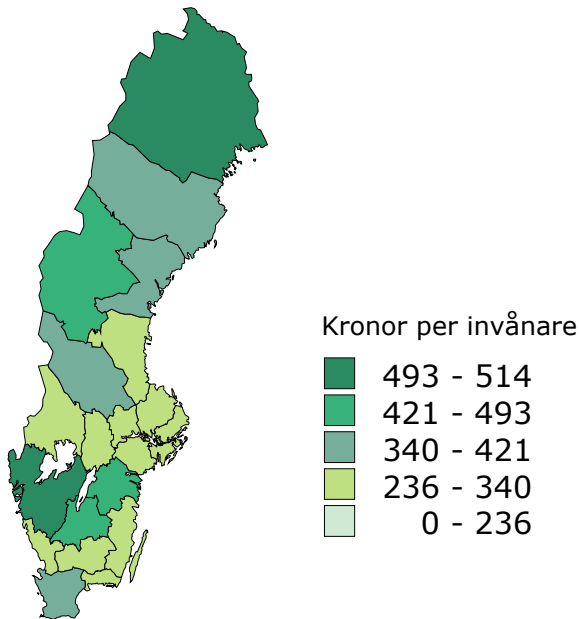 Kronor per invånare
493 - 514
421 - 493
340 - 421
236 - 340
0 - 236